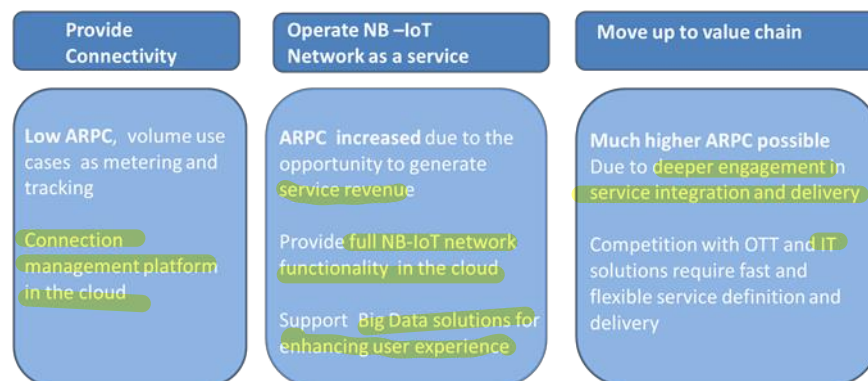 Provide
Connectivity
Low ARPC, volume use
cases as metering and
tracking
Connection
management platform
in the cloud
Operate NB –IoT
Network as a service
ARPC increased due to the
opportunity to generate
service revenue
Provide full NB-IoT network
functionality in the cloud
Support Big Data solutions for
enhancing user experience
Move up to value chain
Much higher ARPC possible
Due to deeper engagement in
service integration and delivery
Competition with OTT and IT
solutions require fast and
flexible service definition and
delivery